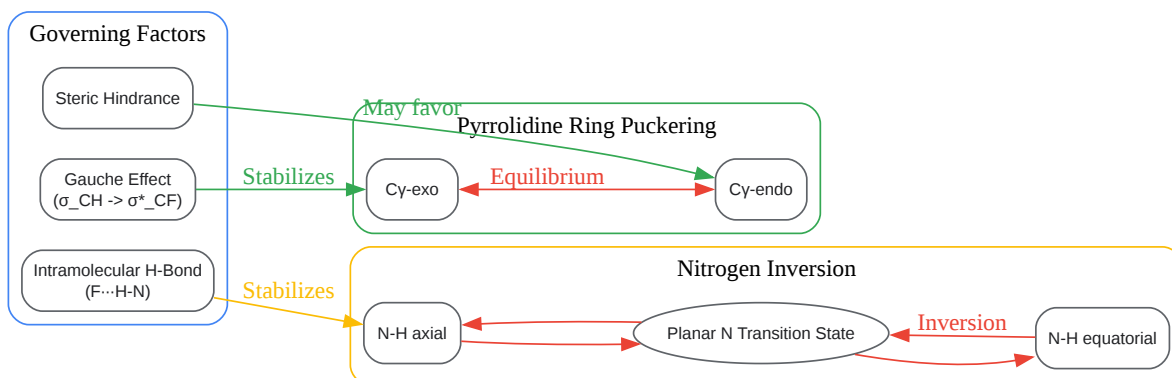 Governing Factors
Steric Hindrance
Gauche Effect
(σ_CH -> σ*_CF)
Intramolecular H-Bond
(F···H-N)
May favor
Stabilizes
Stabilizes
Pyrrolidine Ring Puckering
Cγ-exo
Equilibrium
Cγ-endo
Nitrogen Inversion
N-H axial
Planar N Transition State
Inversion
N-H equatorial